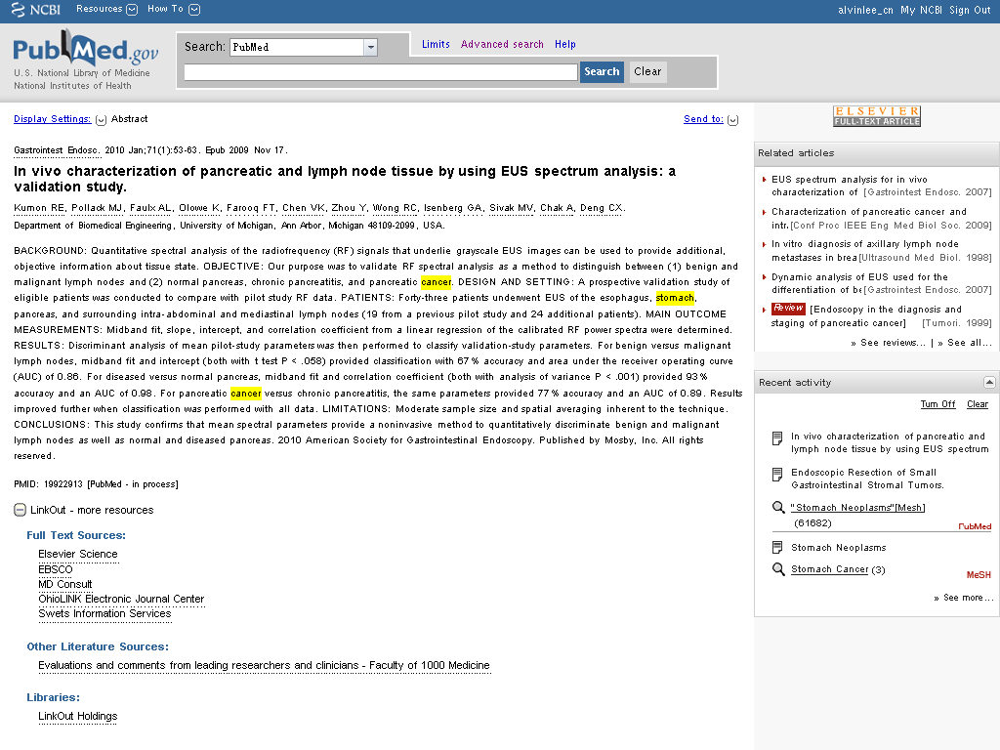 NCBI Resources How To alvinlee_cn My NCBI Sign Out
PubMed.gov
U.S. National Library of Medicine
National Institutes of Health
Search: PubMed
Limits Advanced search Help
Search Clear
Display Settings: Abstract
Send to:
Gastrointest Endosc. 2010 Jan;71(1):53-63. Epub 2009 Nov 17.
In vivo characterization of pancreatic and lymph node tissue by using EUS spectrum analysis: a
validation study.
Kumon RE, Pollack MJ, Faulx AL, Olowe K, Farooq FT, Chen VK, Zhou Y, Wong RC, Isenberg GA, Sivak MV, Chak A, Deng CX.
Department of Biomedical Engineering, University of Michigan, Ann Arbor, Michigan 48109-2099, USA.
BACKGROUND: Quantitative spectral analysis of the radiofrequency (RF) signals that underlie grayscale EUS images can be used to provide additional,
objective information about tissue state. OBJECTIVE: Our purpose was to validate RF spectral analysis as a method to distinguish between (1) benign and
malignant lymph nodes and (2) normal pancreas, chronic pancreatitis, and pancreatic cancer. DESIGN AND SETTING: A prospective validation study of
eligible patients was conducted to compare with pilot study RF data. PATIENTS: Forty-three patients underwent EUS of the esophagus, stomach,
pancreas, and surrounding intra-abdominal and mediastinal lymph nodes (19 from a previous pilot study and 24 additional patients). MAIN OUTCOME
MEASUREMENTS: Midband fit, slope, intercept, and correlation coefficient from a linear regression of the calibrated RF power spectra were determined.
RESULTS: Discriminant analysis of mean pilot-study parameters was then performed to classify validation-study parameters. For benign versus malignant
lymph nodes, midband fit and intercept (both with t test P < .058) provided classification with 67% accuracy and area under the receiver operating curve
(AUC) of 0.86. For diseased versus normal pancreas, midband fit and correlation coefficient (both with analysis of variance P < .001) provided 93%
accuracy and an AUC of 0.98. For pancreatic cancer versus chronic pancreatitis, the same parameters provided 77% accuracy and an AUC of 0.89. Results
improved further when classification was performed with all data. LIMITATIONS: Moderate sample size and spatial averaging inherent to the technique.
CONCLUSIONS: This study confirms that mean spectral parameters provide a noninvasive method to quantitatively discriminate benign and malignant
lymph nodes as well as normal and diseased pancreas. 2010 American Society for Gastrointestinal Endoscopy. Published by Mosby, Inc. All rights
reserved.
PMID: 19922913 [PubMed - in process]
LinkOut - more resources
Full Text Sources:
Elsevier Science
EBSCO
MD Consult
OhioLINK Electronic Journal Center
Swets Information Services
Other Literature Sources:
Evaluations and comments from leading researchers and clinicians - Faculty of 1000 Medicine
Libraries:
LinkOut Holdings
ELSEVIER
FULL-TEXT ARTICLE
Related articles
EUS spectrum analysis for in vivo
characterization of [Gastrointest Endosc. 2007]
Characterization of pancreatic cancer and
intr.[Conf Proc IEEE Eng Med Biol Soc. 2009]
In vitro diagnosis of axillary lymph node
metastases in brea[Ultrasound Med Biol. 1998]
Dynamic analysis of EUS used for the
differentiation of be[Gastrointest Endosc. 2007]
Review [Endoscopy in the diagnosis and
staging of pancreatic cancer] [Tumori. 1999]
» See reviews... | » See all...
Recent activity
Turn Off Clear
In vivo characterization of pancreatic and
lymph node tissue by using EUS spectrum
Endoscopic Resection of Small
Gastrointestinal Stromal Tumors.
"Stomach Neoplasms"[Mesh]
(61682)
PubMed
Stomach Neoplasms
Stomach Cancer (3)
MeSH
» See more...